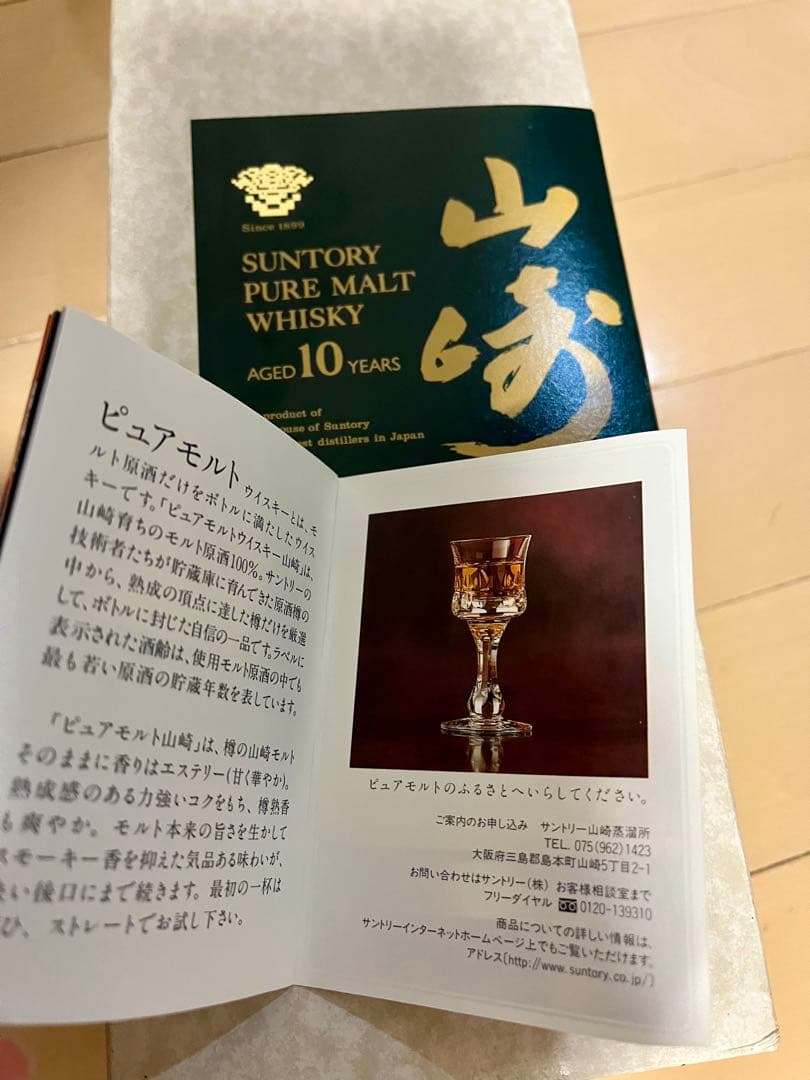 Since 1899
SUNTORY
PURE MALT
WHISKY
AGED 10 YEARS
山崎
product of
ouse of Suntory
est distillers in Japan
ピュアモルトウイスキーとは、モ
ルト原酒だけをボトルに満たしたウイス
キーです。「ピュアモルトウイスキー山崎」は、
山崎育ちのモルト原酒100%。サントリーの
技術者たちが貯蔵庫に育んできた原酒樽の
中から、熟成の頂点に達した樽だけを厳選
して、ボトルに封じた自信の一品です。ラベルに
表示された酒齢は、使用モルト原酒の中でも
最も若い原酒の貯蔵年数を表しています。
「ピュアモルト山崎」は、樽の山崎モルト
そのままに香りはエステリー(甘く華やか)。
熟成感のある力強いコクをもち、樽熟香
も爽やか。モルト本来の旨さを生かして
スモーキー香を抑えた気品ある味わいが、
い後口にまで続きます。最初の一杯は
ひ、ストレートでお試し下さい。
ピュアモルトのふるさとへいらしてください。
ご案内のお申し込み サントリー山崎蒸溜所
TEL. 075(962)1423
大阪府三島郡島本町山崎5丁目2-1
お問い合わせはサントリー(株) お客様相談室まで
フリーダイヤル 0120-139310
商品についての詳しい情報は、
サントリーインターネットホームページ上でもご覧いただけます。
アドレス[http://www.suntory.co.jp/]